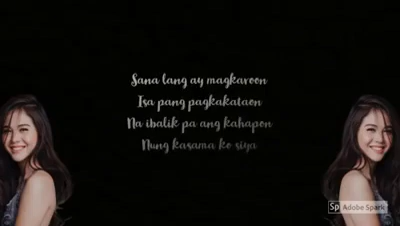 Sana lang ay magkaroon
Isa pang pagkakataon
Na ibalik pa ang kahapon
Nung kasama ko siya
Sp Adobe Spark